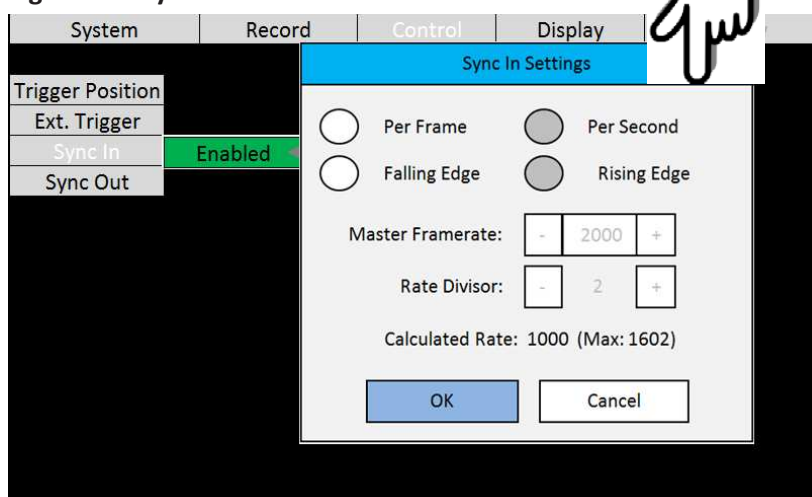 System Record Control Display
Sync In Settings
Trigger Position
Ext. Trigger
Sync In Enabled
Sync Out
Per Frame Per Second
Falling Edge Rising Edge
Master Framerate: - 2000 +
Rate Divisor: - 2 +
Calculated Rate: 1000 (Max: 1602)
OK Cancel